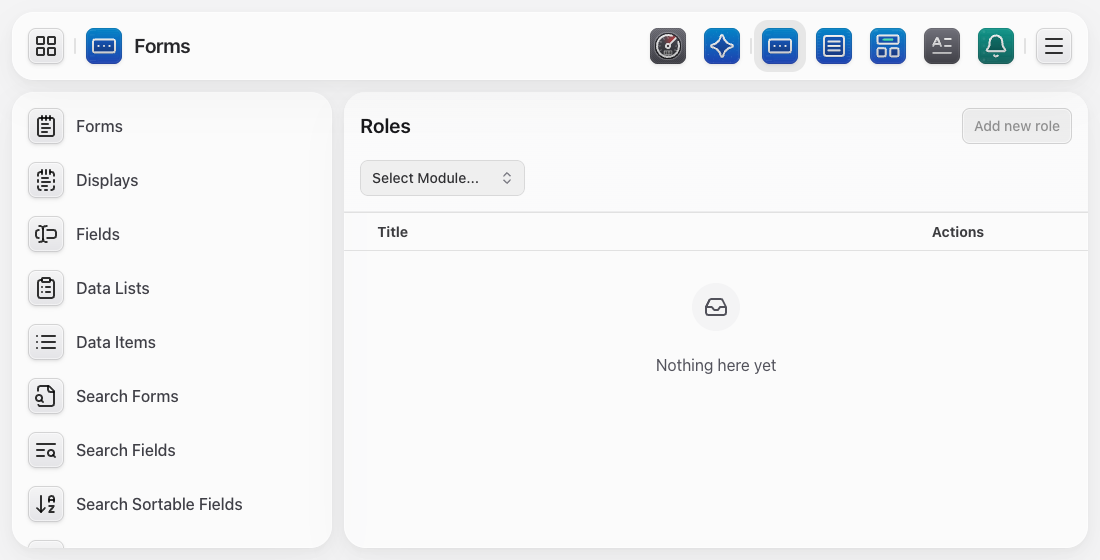 Forms
Forms
Displays
Fields
Data Lists
Data Items
Search Forms
Search Fields
Search Sortable Fields
Roles
Add new role
Select Module...
Title
Actions
Nothing here yet